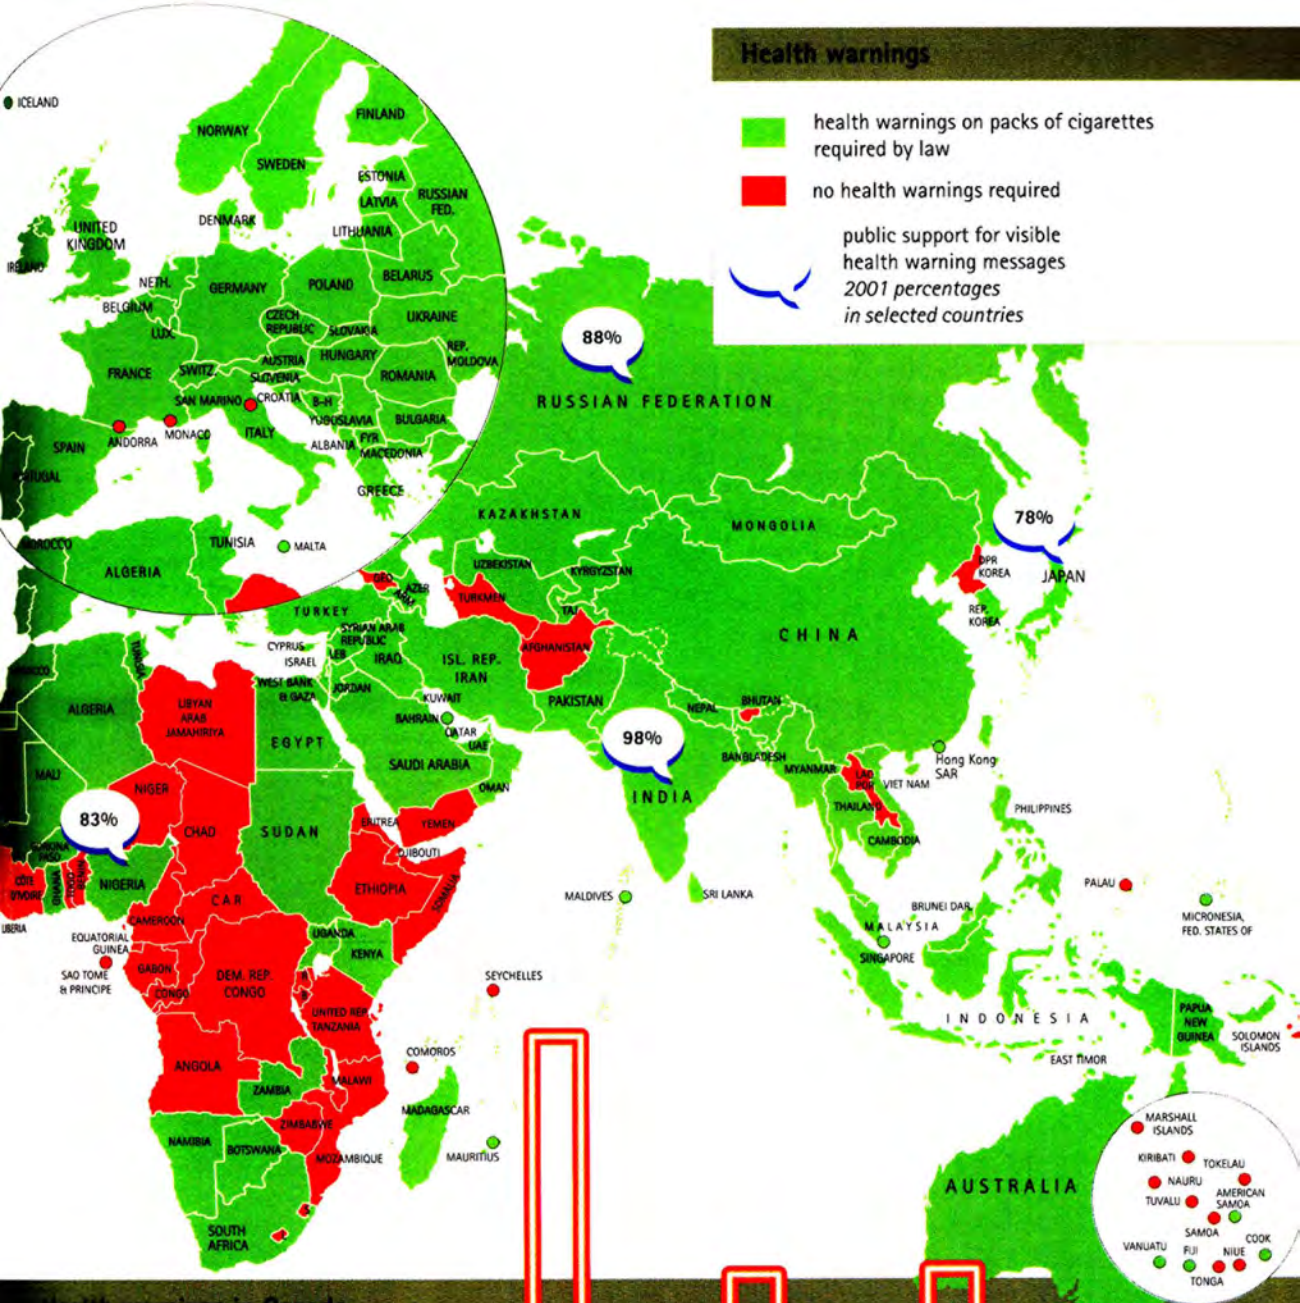 Health warnings
health warnings on packs of cigarettes
required by law
no health warnings required
public support for visible
health warning messages
2001 percentages
in selected countries
ICELAND
NORWAY
FINLAND
SWEDEN
ESTONIA
RUSSIAN
FED.
LATVIA
DENMARK
LITHUANIA
UNITED
KINGDOM
IRELAND
NETH.
GERMANY
POLAND
BELARUS
BELGIUM
LUX.
CZECH
REPUBLIC
SLOVAKIA
UKRAINE
FRANCE
SWITZ.
AUSTRIA
HUNGARY
REP.
MOLDOVA
SLOVENIA
ROMANIA
SAN MARINO
CROATIA
B-H
YUGOSLAVIA
BULGARIA
SPAIN
ANDORRA
MONACO
ITALY
ALBANIA
FYR
MACEDONIA
PORTUGAL
GREECE
MOROCCO
TUNISIA
MALTA
ALGERIA
88%
RUSSIAN FEDERATION
KAZAKHSTAN
MONGOLIA
78%
DPR
KOREA
JAPAN
REP.
KOREA
GEO
AZER
ARM
UZBEKISTAN
KYRGYZSTAN
TURKMEN
TAJ
TURKEY
CHINA
CYPRUS
SYRIAN ARAB
REPUBLIC
LEB
ISRAEL
IRAQ
ISL. REP.
IRAN
AFGHANISTAN
WEST BANK
& GAZA
JORDAN
KUWAIT
PAKISTAN
NEPAL
BHUTAN
TUNISIA
ALGERIA
LIBYAN
ARAB
JAMAHIRIYA
EGYPT
BAHRAIN
QATAR
UAE
SAUDI ARABIA
OMAN
98%
INDIA
BANGLADESH
MYANMAR
Hong Kong
SAR
LAO
PDR
VIET NAM
THAILAND
CAMBODIA
PHILIPPINES
MALI
NIGER
83%
CHAD
SUDAN
ERITREA
YEMEN
DJIBOUTI
BURKINA
FASO
CÔTE
D'IVOIRE
GHANA
TOGO
BENIN
NIGERIA
ETHIOPIA
SOMALIA
CAR
LIBERIA
CAMEROON
EQUATORIAL
GUINEA
UGANDA
KENYA
SAO TOME
& PRINCIPE
GABON
CONGO
DEM. REP.
CONGO
R
B
UNITED REP.
TANZANIA
SEYCHELLES
MALDIVES
SRI LANKA
BRUNEI DAR.
MALAYSIA
SINGAPORE
PALAU
MICRONESIA,
FED. STATES OF
INDONESIA
PAPUA
NEW
GUINEA
SOLOMON
ISLANDS
EAST TIMOR
ANGOLA
COMOROS
ZAMBIA
MALAWI
MADAGASCAR
ZIMBABWE
NAMIBIA
BOTSWANA
MOZAMBIQUE
MAURITIUS
S
L
SOUTH
AFRICA
AUSTRALIA
MARSHALL
ISLANDS
KIRIBATI
TOKELAU
NAURU
TUVALU
AMERICAN
SAMOA
SAMOA
COOK
VANUATU
FIJI
NIUE
TONGA